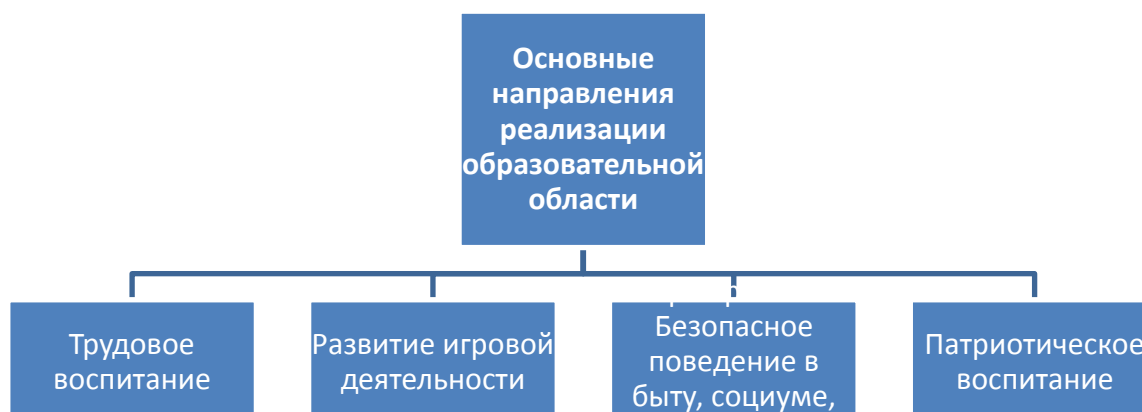 Основные
направления
реализации
образовательной
области
Трудовое
воспитание
Развитие игровой
деятельности
Безопасное
поведение в
быту, социуме,
Патриотическое
воспитание